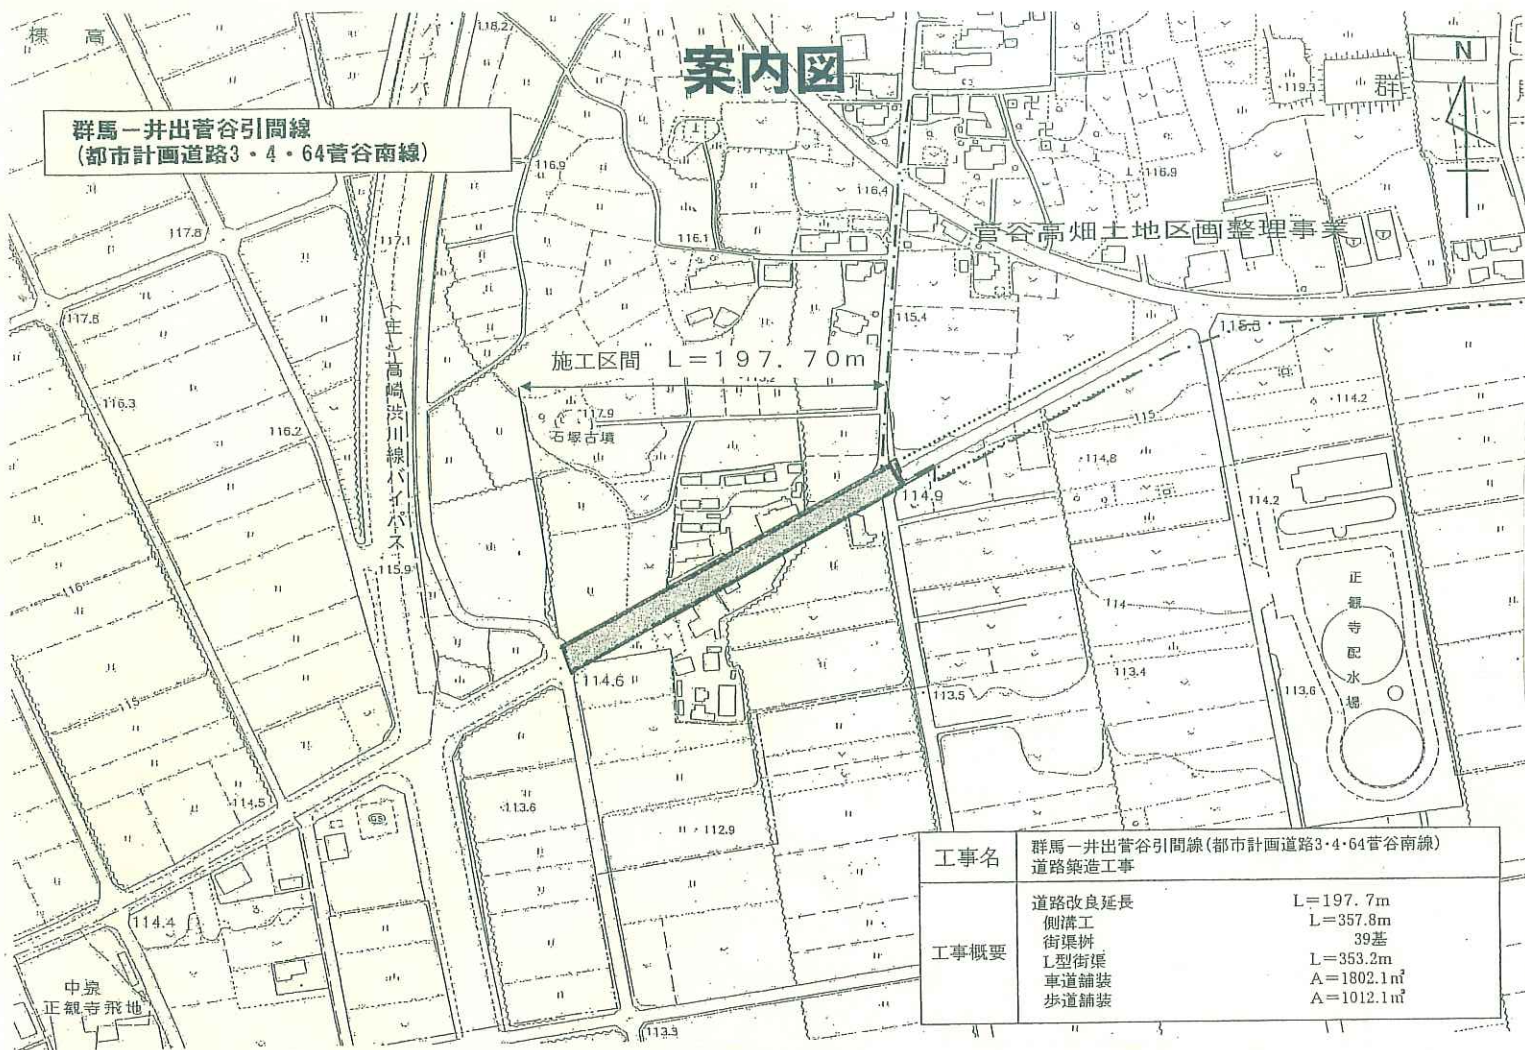 案内図
棟高
群馬－井出菅谷引間線
(都市計画道路3・4・64菅谷南線)
N
群
118.2
119.3
116.9
116.9
116.4
117.8
117.1
116.1
菅谷高畑土地区画整理事業
117.8
115.4
施工区間 L=197.70m
116.3
117.9
石塚古墳
116.2
(主)高崎渋川線バイパス
114.2
115
114.8
114.9
114.2
116
115.9
114
正観寺配水場
114.6
113.5
113.4
113.6
115
114.5
113.6
GS
112.9
114.4
中泉
正観寺飛地
113.3
工事名
群馬－井出菅谷引間線(都市計画道路3・4・64菅谷南線)
道路築造工事
工事概要
道路改良延長 L=197.7m
側溝工 L=357.8m
街渠桝 39基
L型街渠 L=353.2m
車道舗装 A=1802.1㎡
歩道舗装 A=1012.1㎡